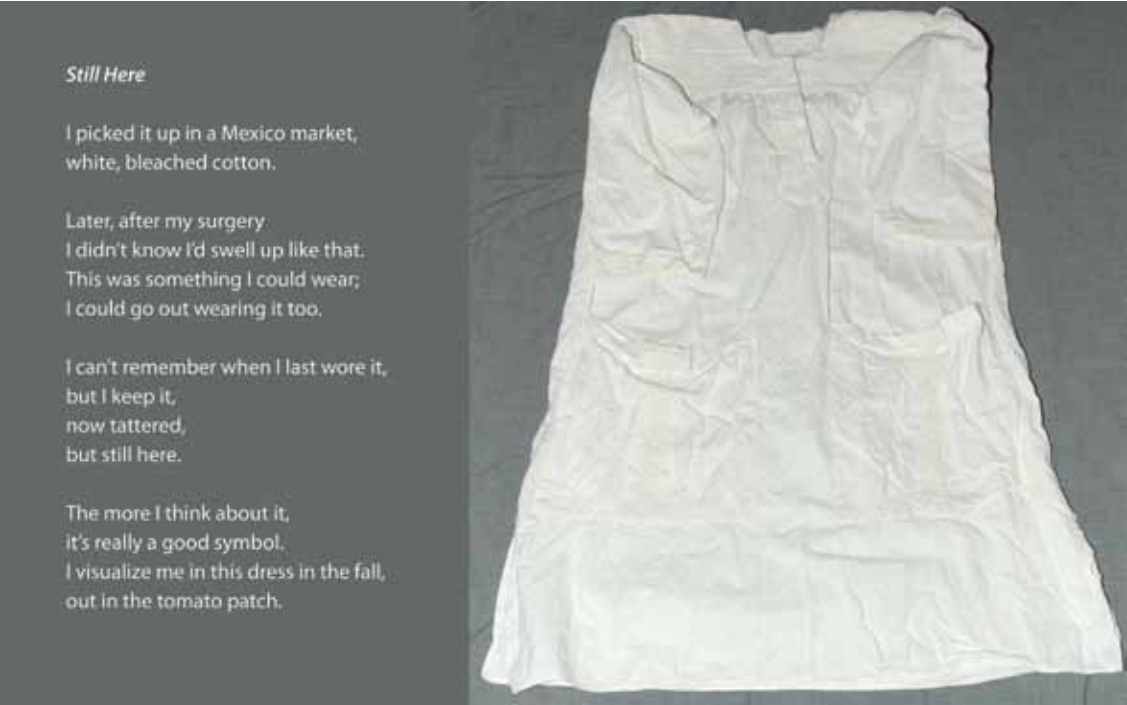 Still Here
I picked it up in a Mexico market,
white, bleached cotton.
Later, after my surgery
I didn't know I'd swell up like that.
This was something I could wear;
I could go out wearing it too.
I can't remember when I last wore it,
but I keep it,
now tattered,
but still here.
The more I think about it,
it's really a good symbol.
I visualize me in this dress in the fall,
out in the tomato patch.